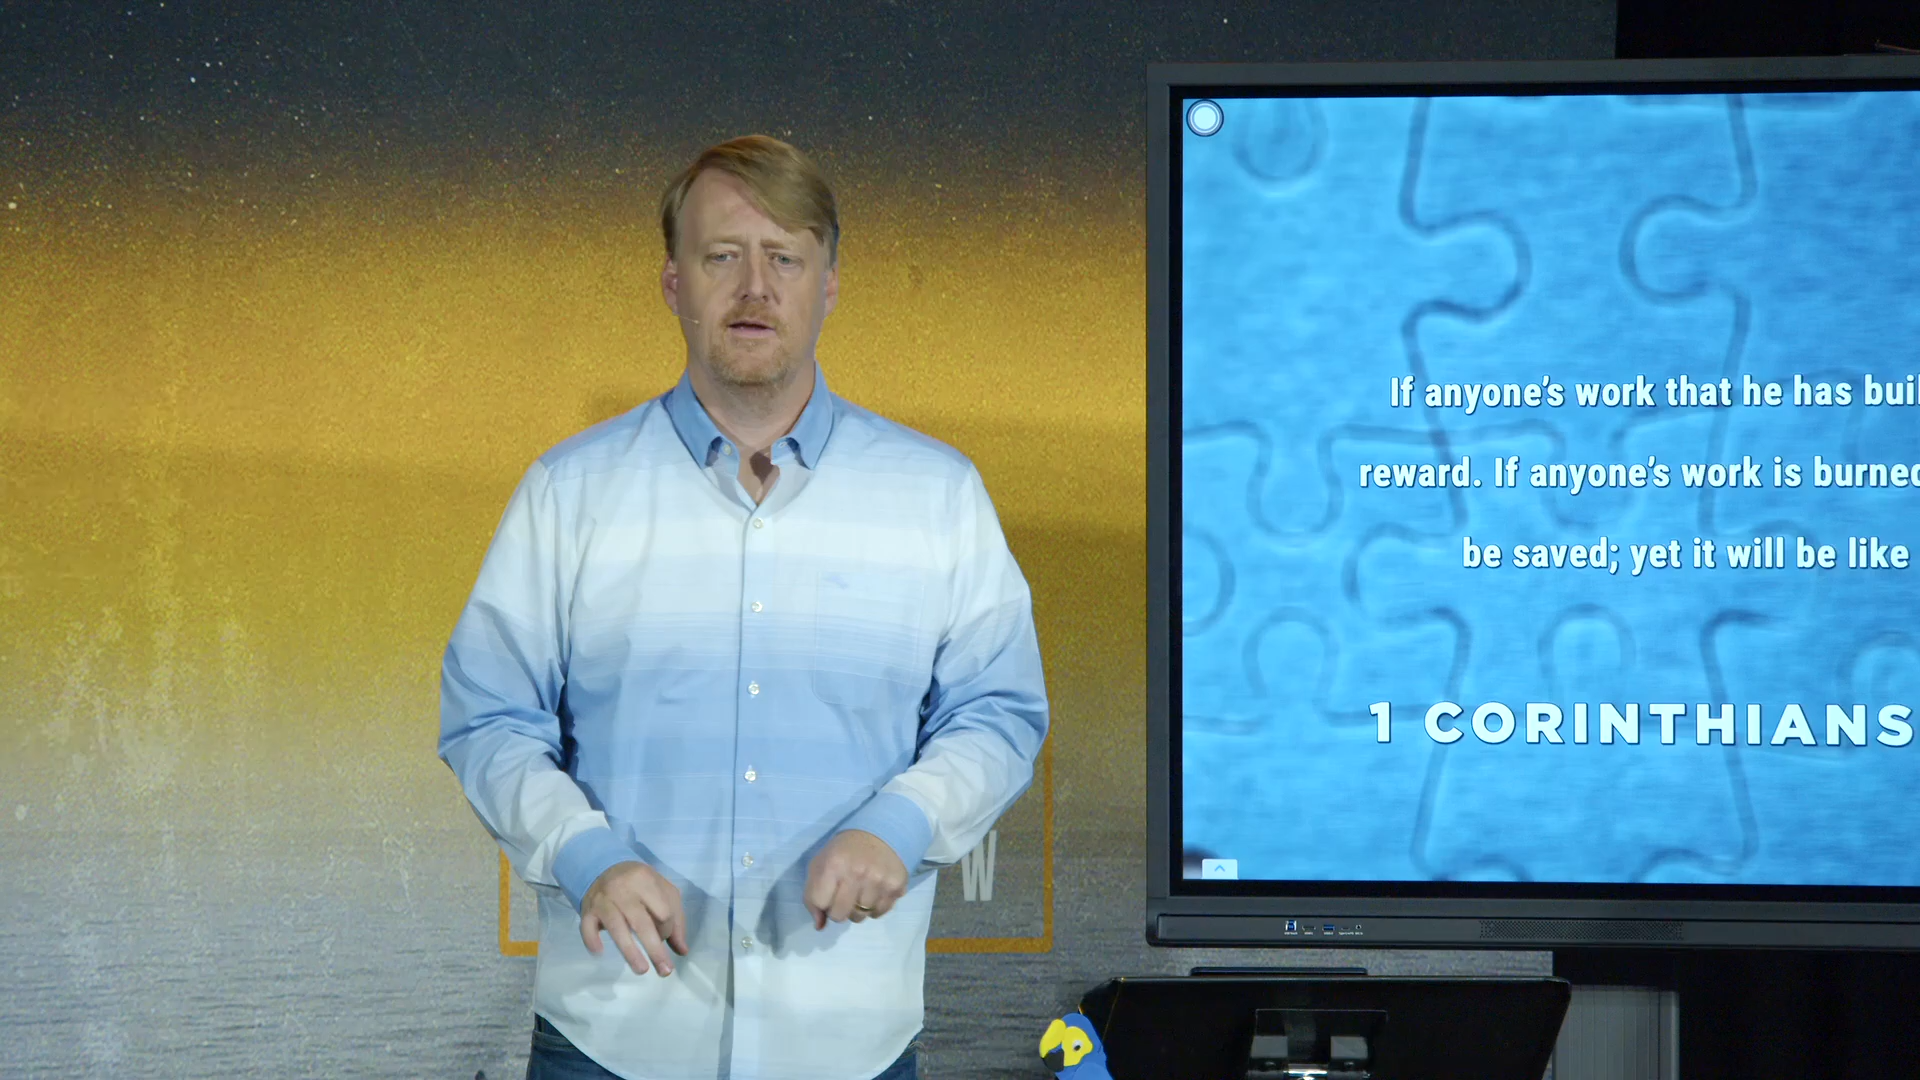 If anyone's work that he has buil
reward. If anyone's work is burned
be saved; yet it will be like
1 CORINTHIANS
W